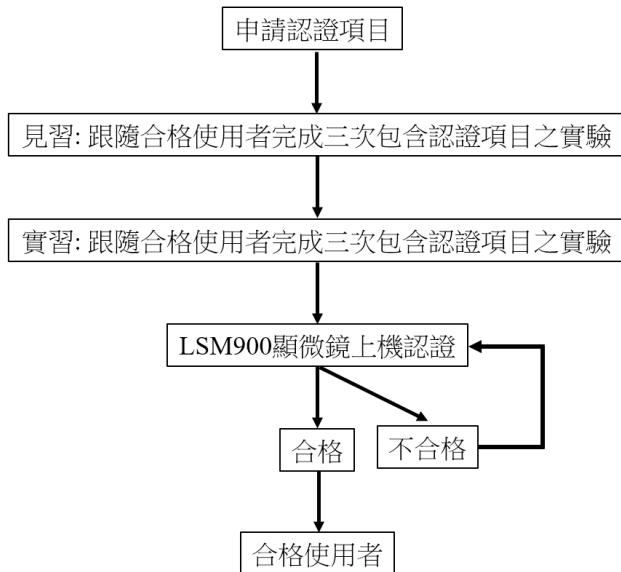 申請認證項目
見習: 跟隨合格使用者完成三次包含認證項目之實驗
實習: 跟隨合格使用者完成三次包含認證項目之實驗
LSM900顯微鏡上機認證
合格
不合格
合格使用者